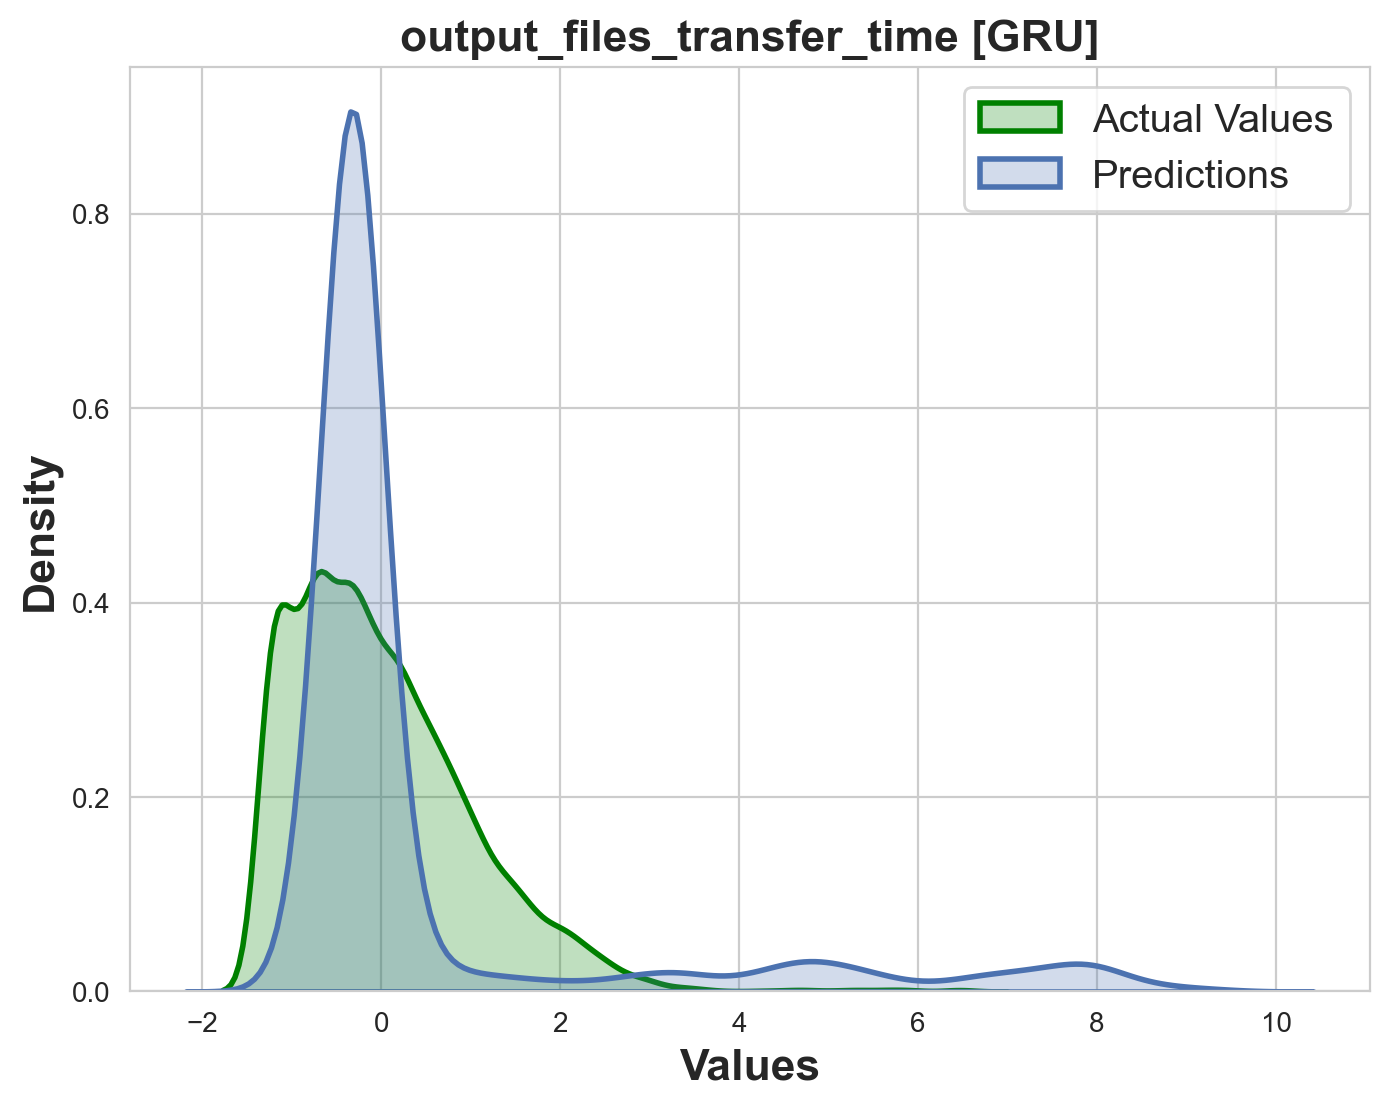 output_files_transfer_time [GRU]
Actual Values
Predictions
Density
0.8
0.6
0.4
0.2
0.0
−2
0
2
4
6
8
10
Values